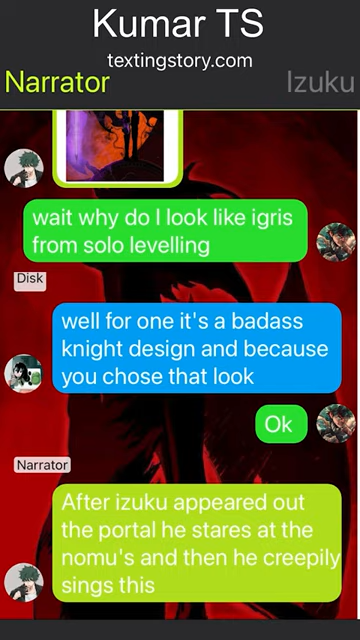 Kumar TS
textingstory.com
Narrator
Izuku
wait why do I look like igris
from solo levelling
Disk
well for one it's a badass
knight design and because
you chose that look
Ok
Narrator
After izuku appeared out
the portal he stares at the
nomu's and then he creepily
sings this